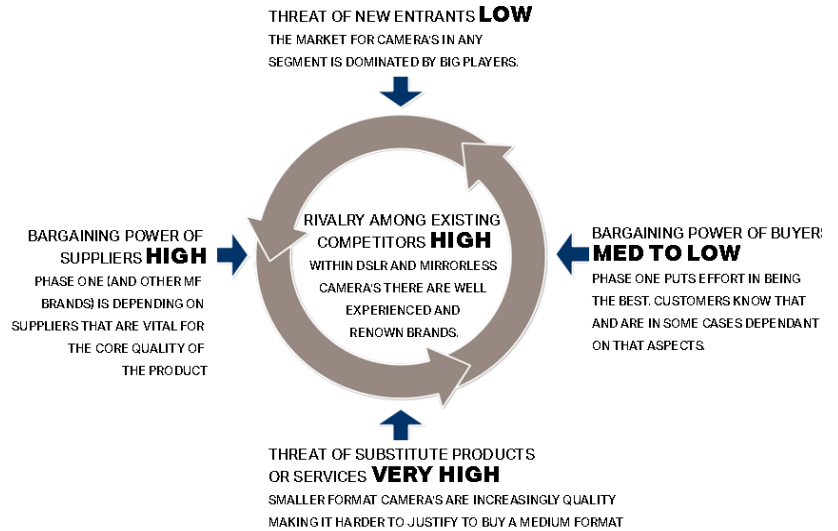 THREAT OF NEW ENTRANTS LOW
THE MARKET FOR CAMERA'S IN ANY
SEGMENT IS DOMINATED BY BIG PLAYERS.
BARGAINING POWER OF
SUPPLIERS HIGH
PHASE ONE (AND OTHER MF
BRANDS) IS DEPENDING ON
SUPPLIERS THAT ARE VITAL FOR
THE CORE QUALITY OF
THE PRODUCT
RIVALRY AMONG EXISTING
COMPETITORS HIGH
WITHIN DSLR AND MIRRORLESS
CAMERA'S THERE ARE WELL
EXPERIENCED AND
RENOWN BRANDS.
BARGAINING POWER OF BUYERS
MED TO LOW
PHASE ONE PUTS EFFORT IN BEING
THE BEST. CUSTOMERS KNOW THAT
AND ARE IN SOME CASES DEPENDANT
ON THAT ASPECTS.
THREAT OF SUBSTITUTE PRODUCTS
OR SERVICES VERY HIGH
SMALLER FORMAT CAMERA'S ARE INCREASINGLY QUALITY
MAKING IT HARDER TO JUSTIFY TO BUY A MEDIUM FORMAT